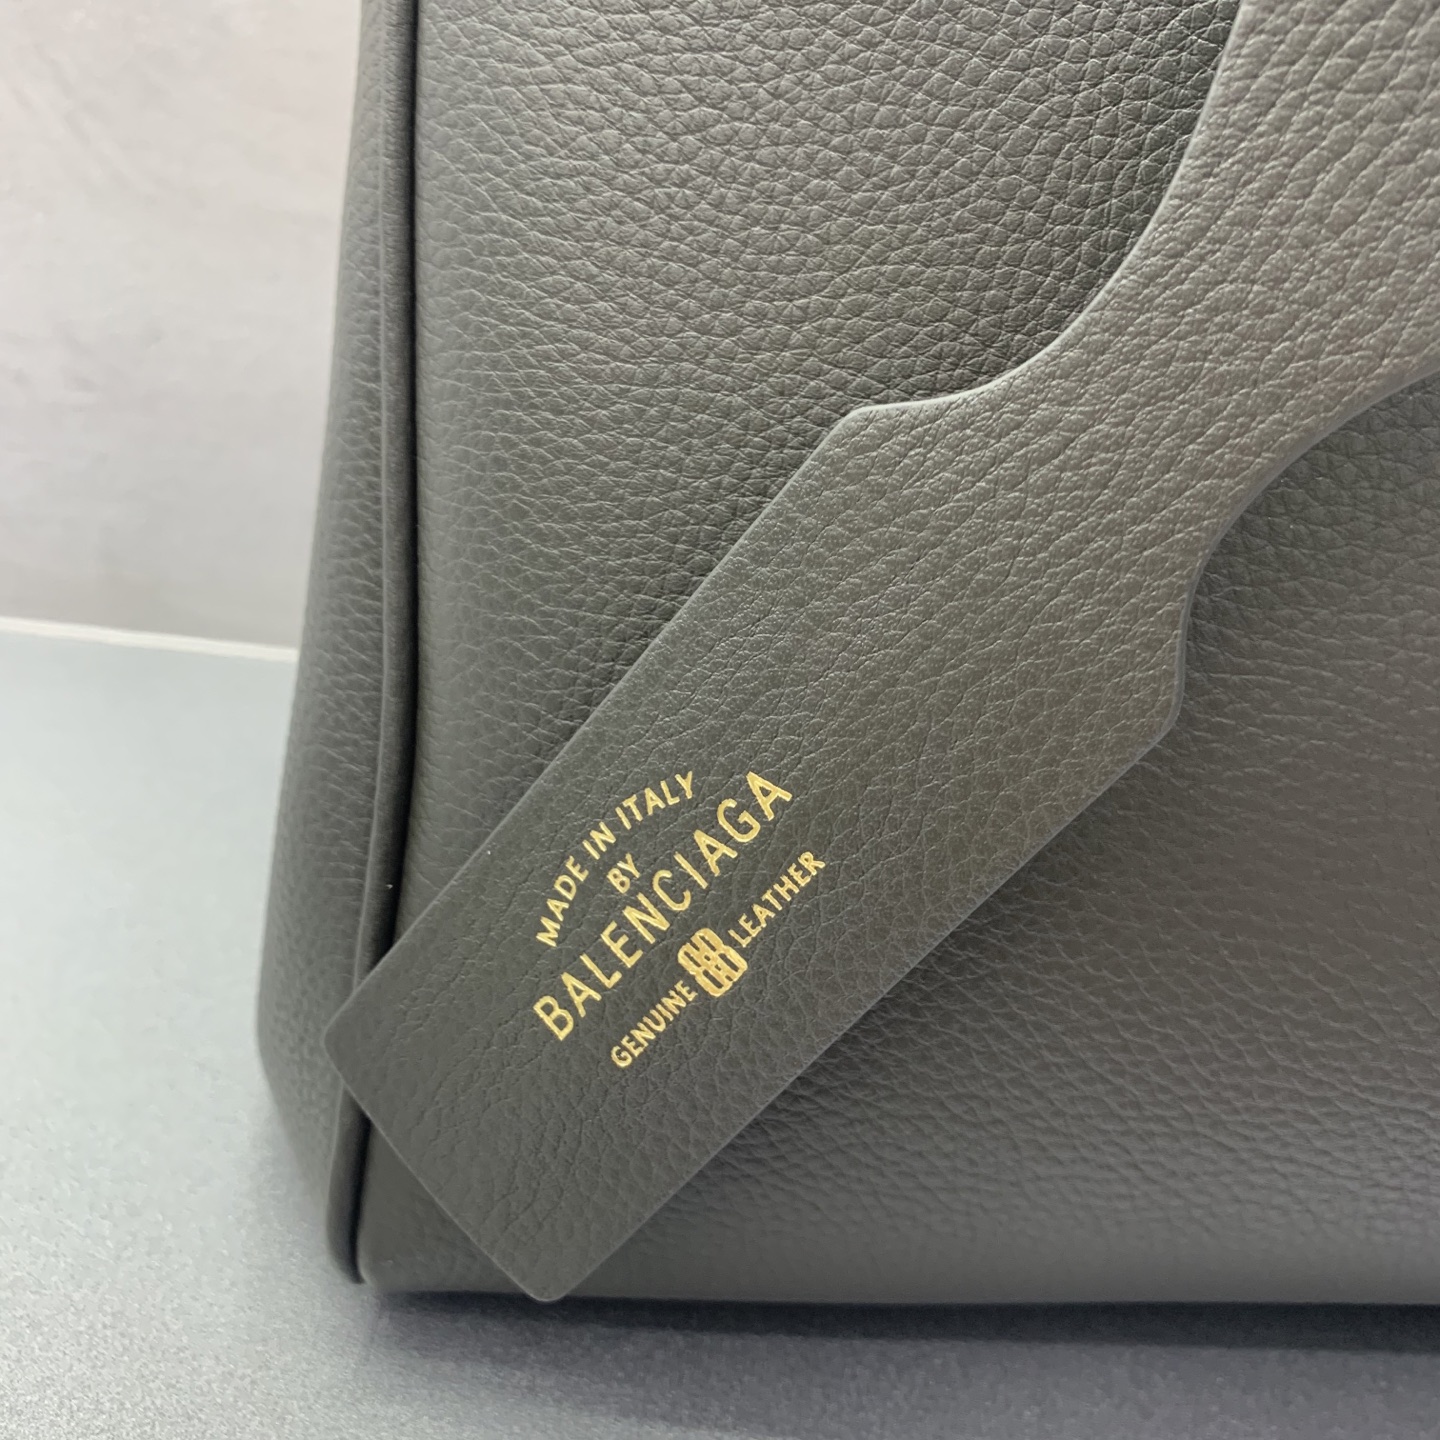 MADE IN ITALY
BY
BALENCIAGA
GENUINE LEATHER